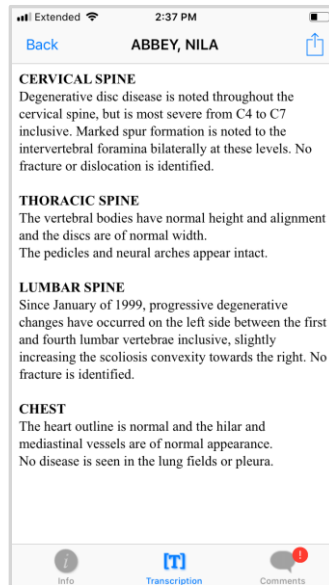 Extended 2:37 PM
Back ABBEY, NILA
CERVICAL SPINE
Degenerative disc disease is noted throughout the
cervical spine, but is most severe from C4 to C7
inclusive. Marked spur formation is noted to the
intervertebral foramina bilaterally at these levels. No
fracture or dislocation is identified.
THORACIC SPINE
The vertebral bodies have normal height and alignment
and the discs are of normal width.
The pedicles and neural arches appear intact.
LUMBAR SPINE
Since January of 1999, progressive degenerative
changes have occurred on the left side between the first
and fourth lumbar vertebrae inclusive, slightly
increasing the scoliosis convexity towards the right. No
fracture is identified.
CHEST
The heart outline is normal and the hilar and
mediastinal vessels are of normal appearance.
No disease is seen in the lung fields or pleura.
i [T] !
Info Transcription Comments